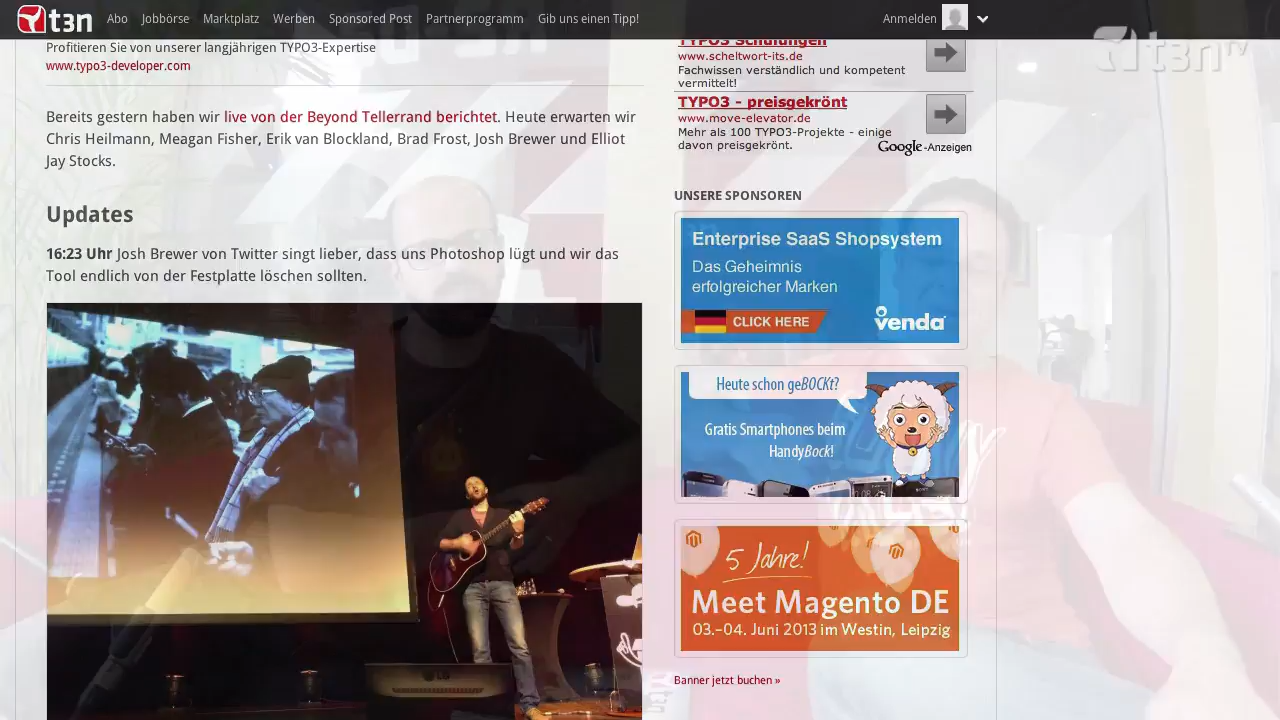 t3n Abo Jobbörse Marktplatz Werben Sponsored Post Partnerprogramm Gib uns einen Tipp! Anmelden
t3n TV
Profitieren Sie von unserer langjährigen TYPO3-Expertise
www.typo3-developer.com
Bereits gestern haben wir live von der Beyond Tellerrand berichtet. Heute erwarten wir
Chris Heilmann, Meagan Fisher, Erik van Blockland, Brad Frost, Josh Brewer und Elliot
Jay Stocks.
Updates
16:23 Uhr Josh Brewer von Twitter singt lieber, dass uns Photoshop lügt und wir das
Tool endlich von der Festplatte löschen sollten.
LG
TYPO3 Schulungen
www.scheltwort-its.de
Fachwissen verständlich und kompetent
vermittelt!
TYPO3 - preisgekrönt
www.move-elevator.de
Mehr als 100 TYPO3-Projekte - einige
davon preisgekrönt.
Google-Anzeigen
UNSERE SPONSOREN
Enterprise SaaS Shopsystem
Das Geheimnis
erfolgreicher Marken
CLICK HERE
venda
Heute schon geBOCKt?
Gratis Smartphones beim
HandyBock!
5 Jahre!
Meet Magento DE
03.-04. Juni 2013 im Westin, Leipzig
Banner jetzt buchen »